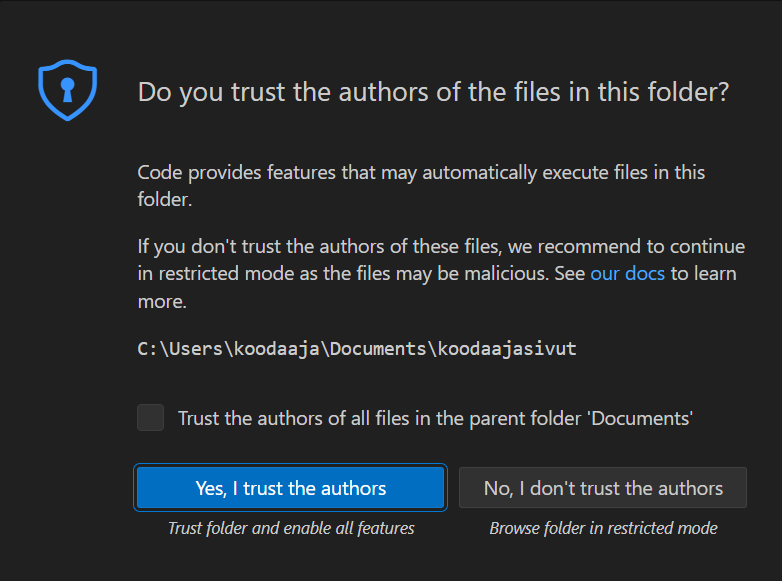 Do you trust the authors of the files in this folder?
Code provides features that may automatically execute files in this
folder.
If you don't trust the authors of these files, we recommend to continue
in restricted mode as the files may be malicious. See our docs to learn
more.
C:\Users\koodaaja\Documents\koodaajasivut
Trust the authors of all files in the parent folder 'Documents'
Yes, I trust the authors
No, I don't trust the authors
Trust folder and enable all features
Browse folder in restricted mode